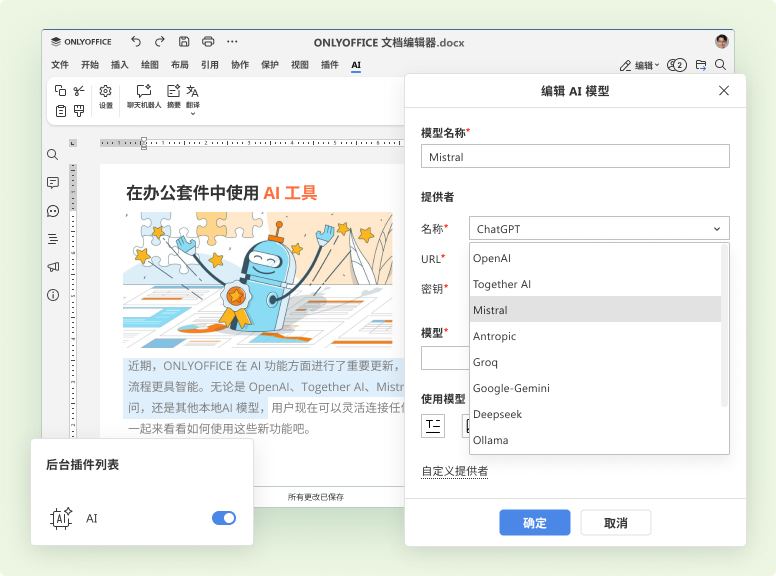 ONLYOFFICE
ONLYOFFICE 文档编辑器.docx
文件 开始 插入 绘图 布局 引用 协作 保护 视图 插件 AI
编辑
2
设置
聊天机器人 摘要 翻译
在办公套件中使用 AI 工具
近期，ONLYOFFICE 在 AI 功能方面进行了重要更新，
流程更具智能。无论是 OpenAI、Together AI、Mistr
问，还是其他本地AI 模型，用户现在可以灵活连接任
一起来看看如何使用这些新功能吧。
所有更改已保存
后台插件列表
AI
AI
编辑 AI 模型
模型名称*
Mistral
提供者
名称*
ChatGPT
URL*
密钥*
OpenAI
Together AI
Mistral
Antropic
Groq
Google-Gemini
Deepseek
Ollama
模型*
使用模型
自定义提供者
确定
取消